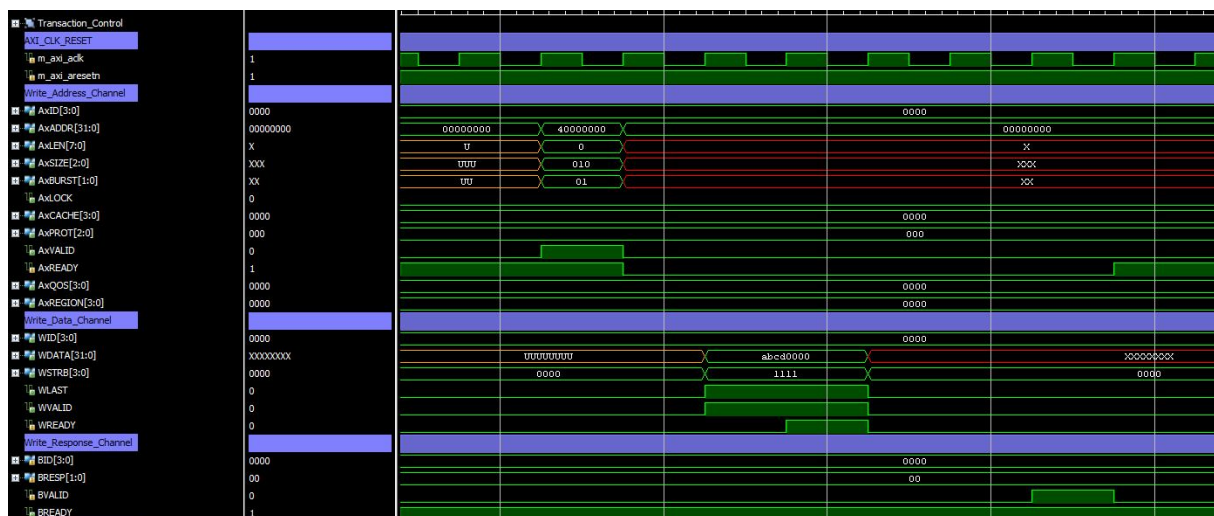 Transaction_Control
AXI_CLK_RESET
m_axi_aclk 1
m_axi_aresetn 1
Write_Address_Channel
AxID[3:0] 0000 0000
AxADDR[31:0] 00000000 00000000 40000000 00000000
AxLEN[7:0] X U 0 X
AxSIZE[2:0] XXX UUU 010 XXX
AxBURST[1:0] XX UU 01 XX
AxLOCK 0
AxCACHE[3:0] 0000 0000
AxPROT[2:0] 000 000
AxVALID 0
AxREADY 1
AxQOS[3:0] 0000 0000
AxREGION[3:0] 0000 0000
Write_Data_Channel
WID[3:0] 0000 0000
WDATA[31:0] XXXXXXXX UUUUUUUU abcd0000 XXXXXXXX
WSTRB[3:0] 0000 0000 1111 0000
WLAST 0
WVALID 0
WREADY 0
Write_Response_Channel
BID[3:0] 0000 0000
BRESP[1:0] 00 00
BVALID 0
BREADY 1